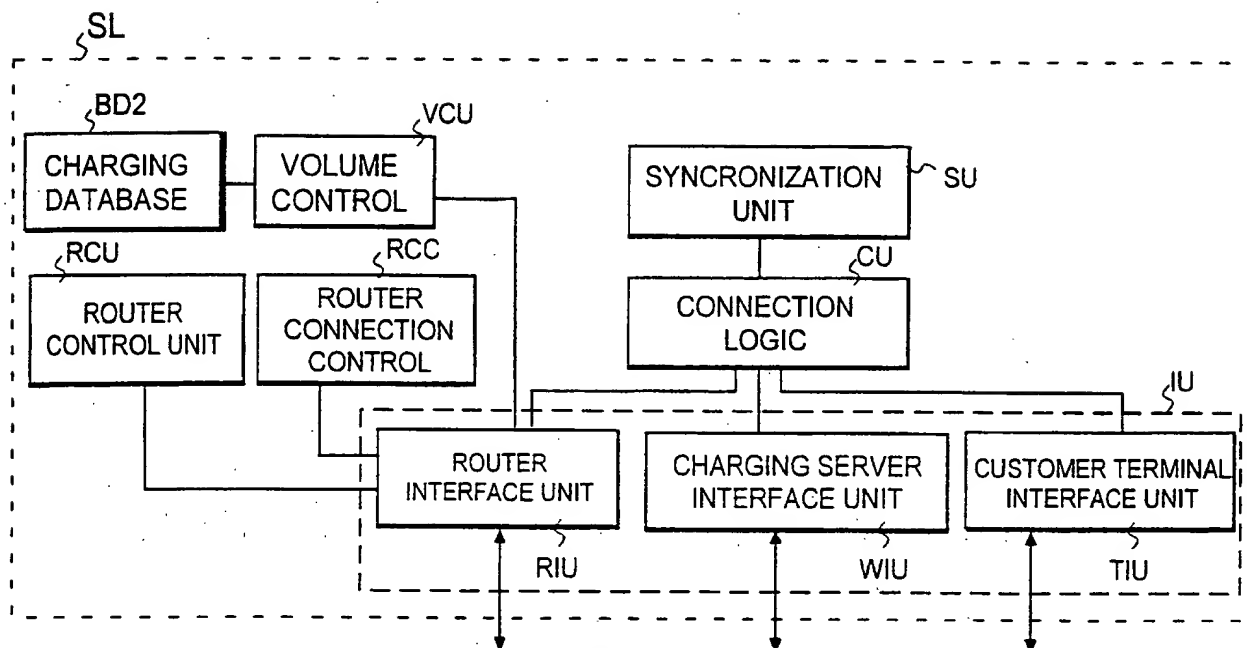 SL
BD2
VCU
CHARGING
DATABASE
VOLUME
CONTROL
SYNCRONIZATION
UNIT
SU
RCU
RCC
CU
ROUTER
CONTROL UNIT
ROUTER
CONNECTION
CONTROL
CONNECTION
LOGIC
IU
ROUTER
INTERFACE UNIT
CHARGING SERVER
INTERFACE UNIT
CUSTOMER TERMINAL
INTERFACE UNIT
RIU
WIU
TIU